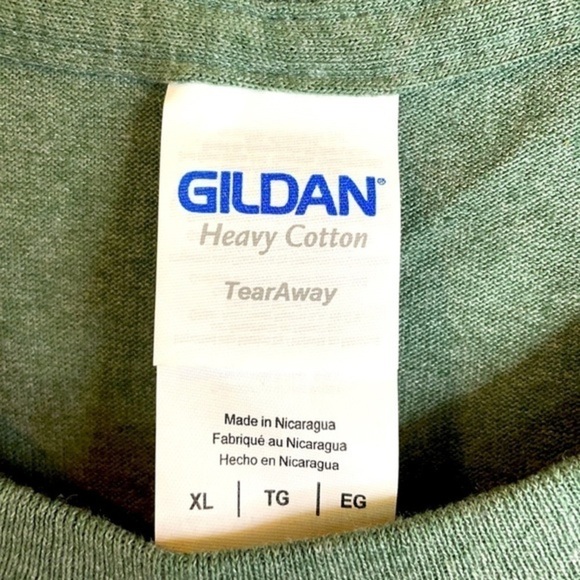 GILDAN®
Heavy Cotton
TearAway
Made in Nicaragua
Fabriqué au Nicaragua
Hecho en Nicaragua
XL | TG | EG